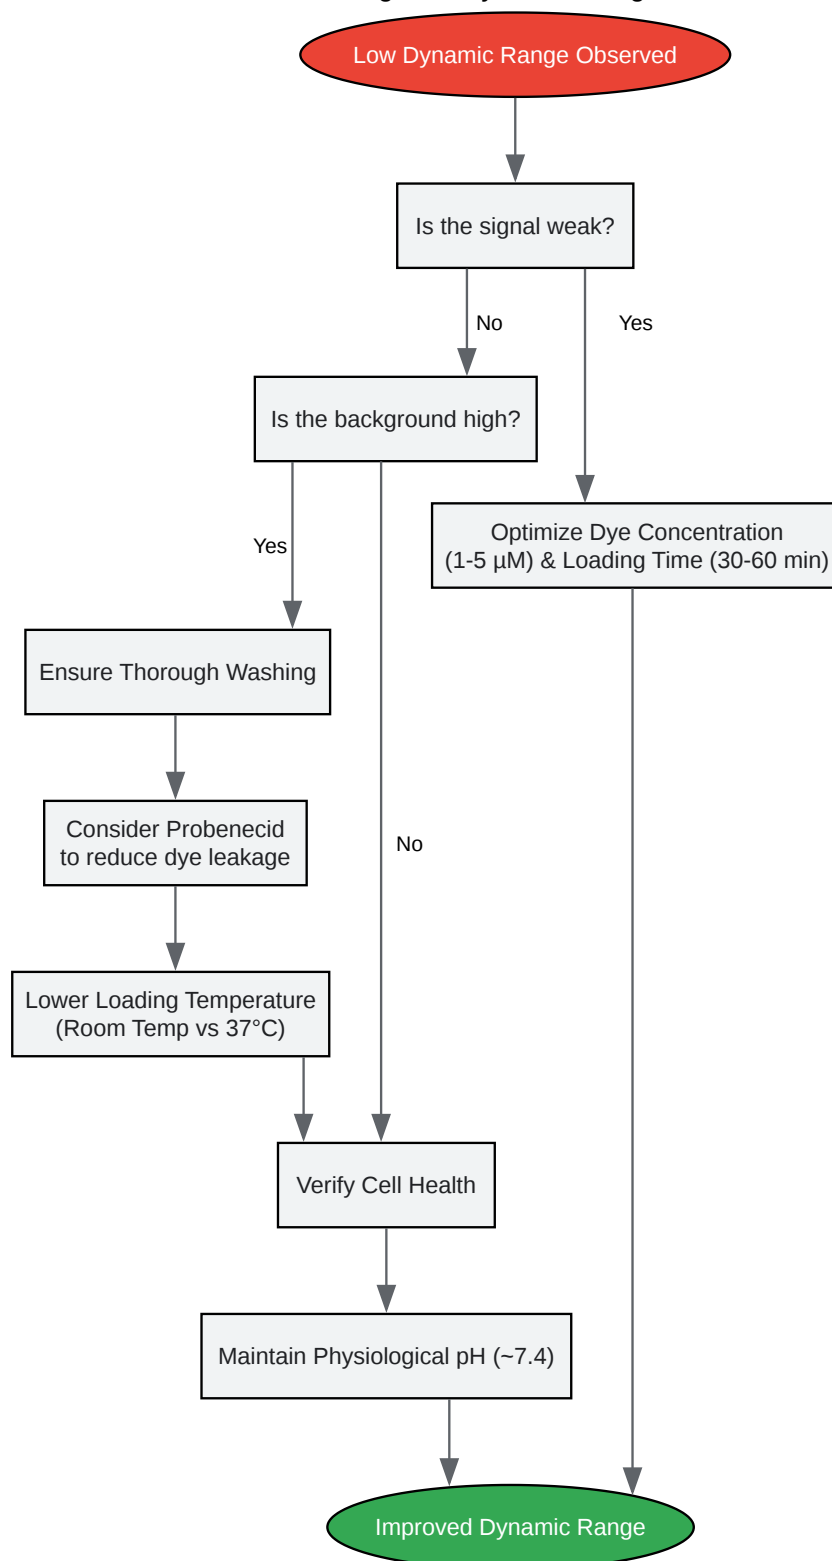 Low Dynamic Range Observed
Is the signal weak?
No
Yes
Is the background high?
Optimize Dye Concentration
(1-5 µM) & Loading Time (30-60 min)
Yes
Ensure Thorough Washing
Consider Probenecid
to reduce dye leakage
No
Lower Loading Temperature
(Room Temp vs 37°C)
Verify Cell Health
Maintain Physiological pH (~7.4)
Improved Dynamic Range